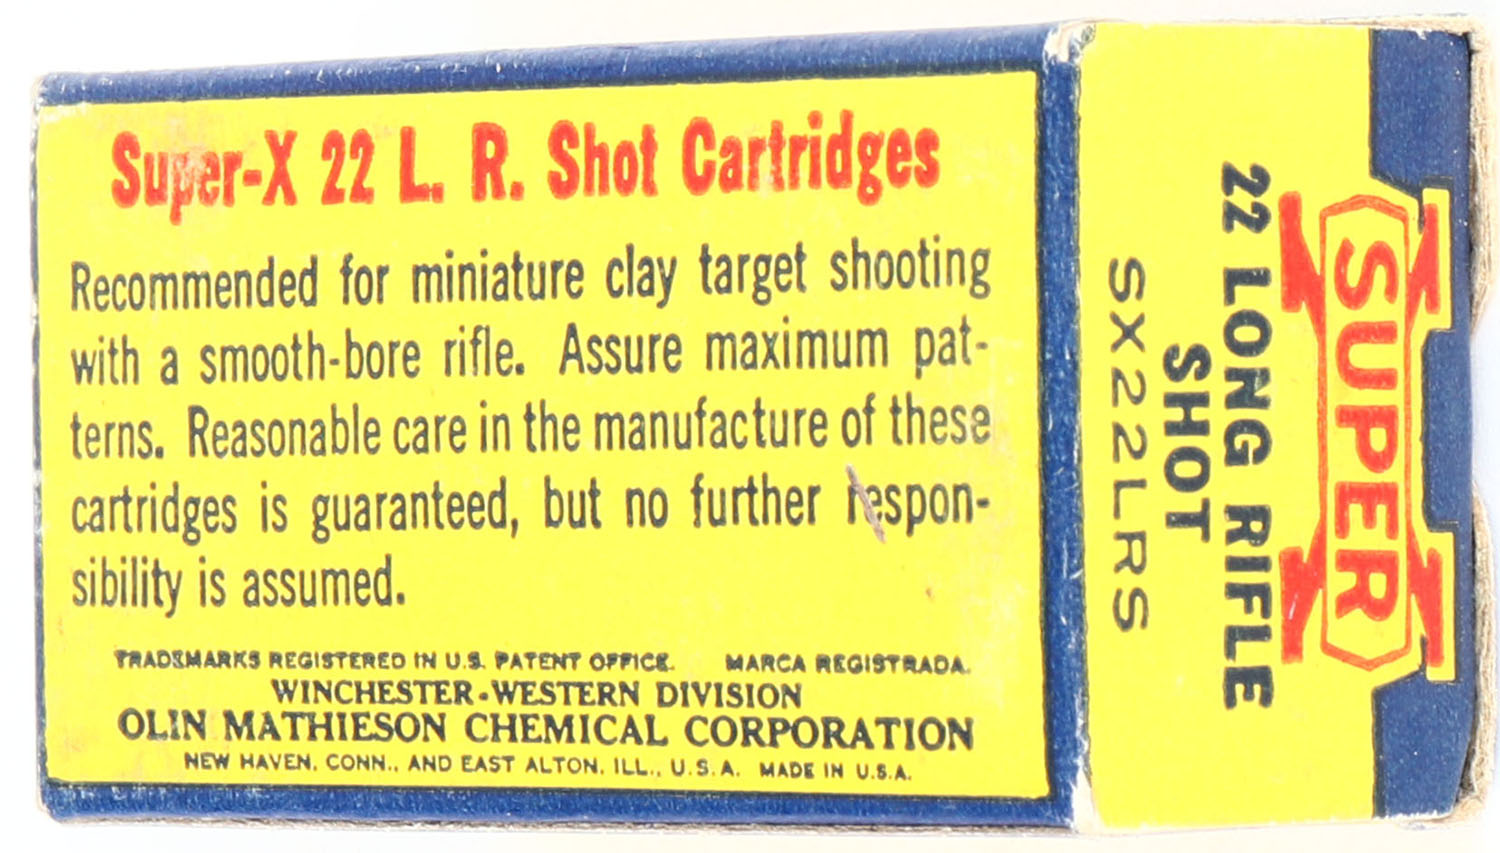 Super-X 22 L. R. Shot Cartridges
Recommended for miniature clay target shooting
with a smooth-bore rifle. Assure maximum pat-
terns. Reasonable care in the manufacture of these
cartridges is guaranteed, but no further respon-
sibility is assumed.
TRADEMARKS REGISTERED IN U.S. PATENT OFFICE. MARCA REGISTRADA.
WINCHESTER-WESTERN DIVISION
OLIN MATHIESON CHEMICAL CORPORATION
NEW HAVEN, CONN., AND EAST ALTON, ILL., U.S.A. MADE IN U.S.A.
SUPER X
22 LONG RIFLE
SHOT
SX22LRS